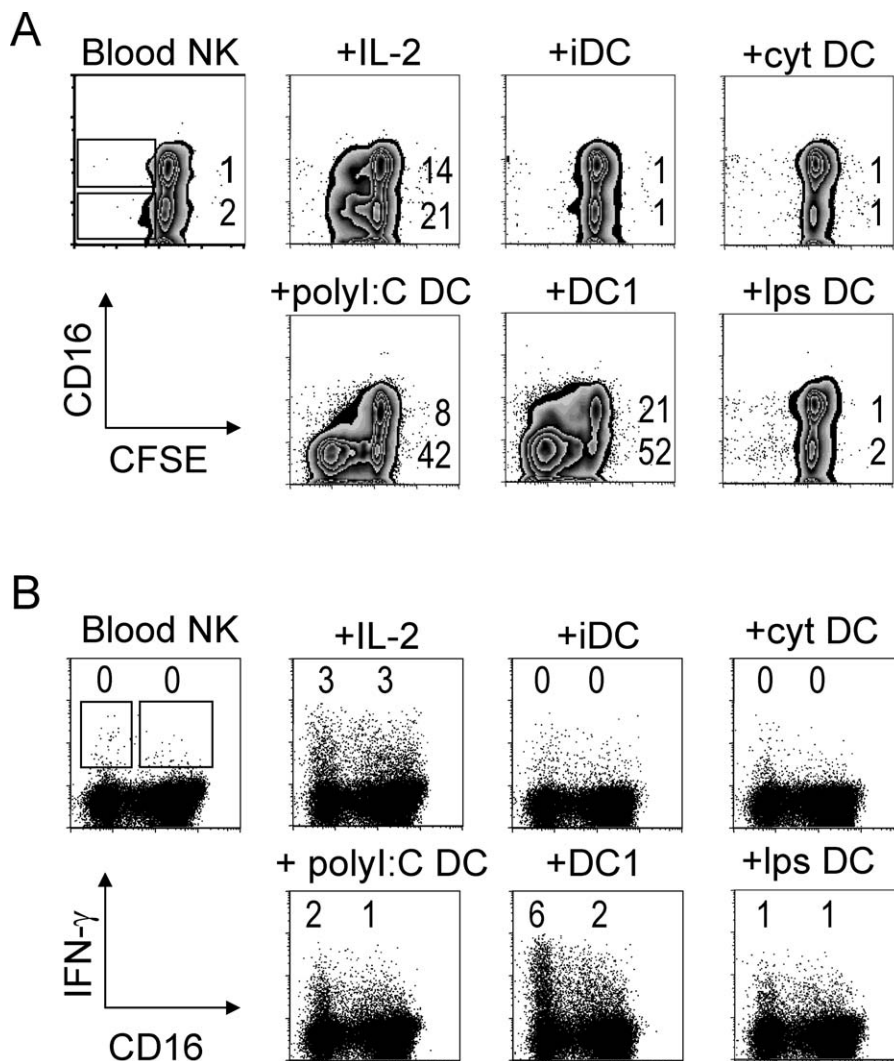 A
Blood NK +IL-2 +iDC +cyt DC
1 14 1 1
2 21 1 1
+polyI:C DC +DC1 +lps DC
CD16
8 21 1
42 52 2
CFSE
B
Blood NK +IL-2 +iDC +cyt DC
0 0 3 3 0 0 0 0
+ polyI:C DC +DC1 +lps DC
2 1 6 2 1 1
IFN-γ
CD16